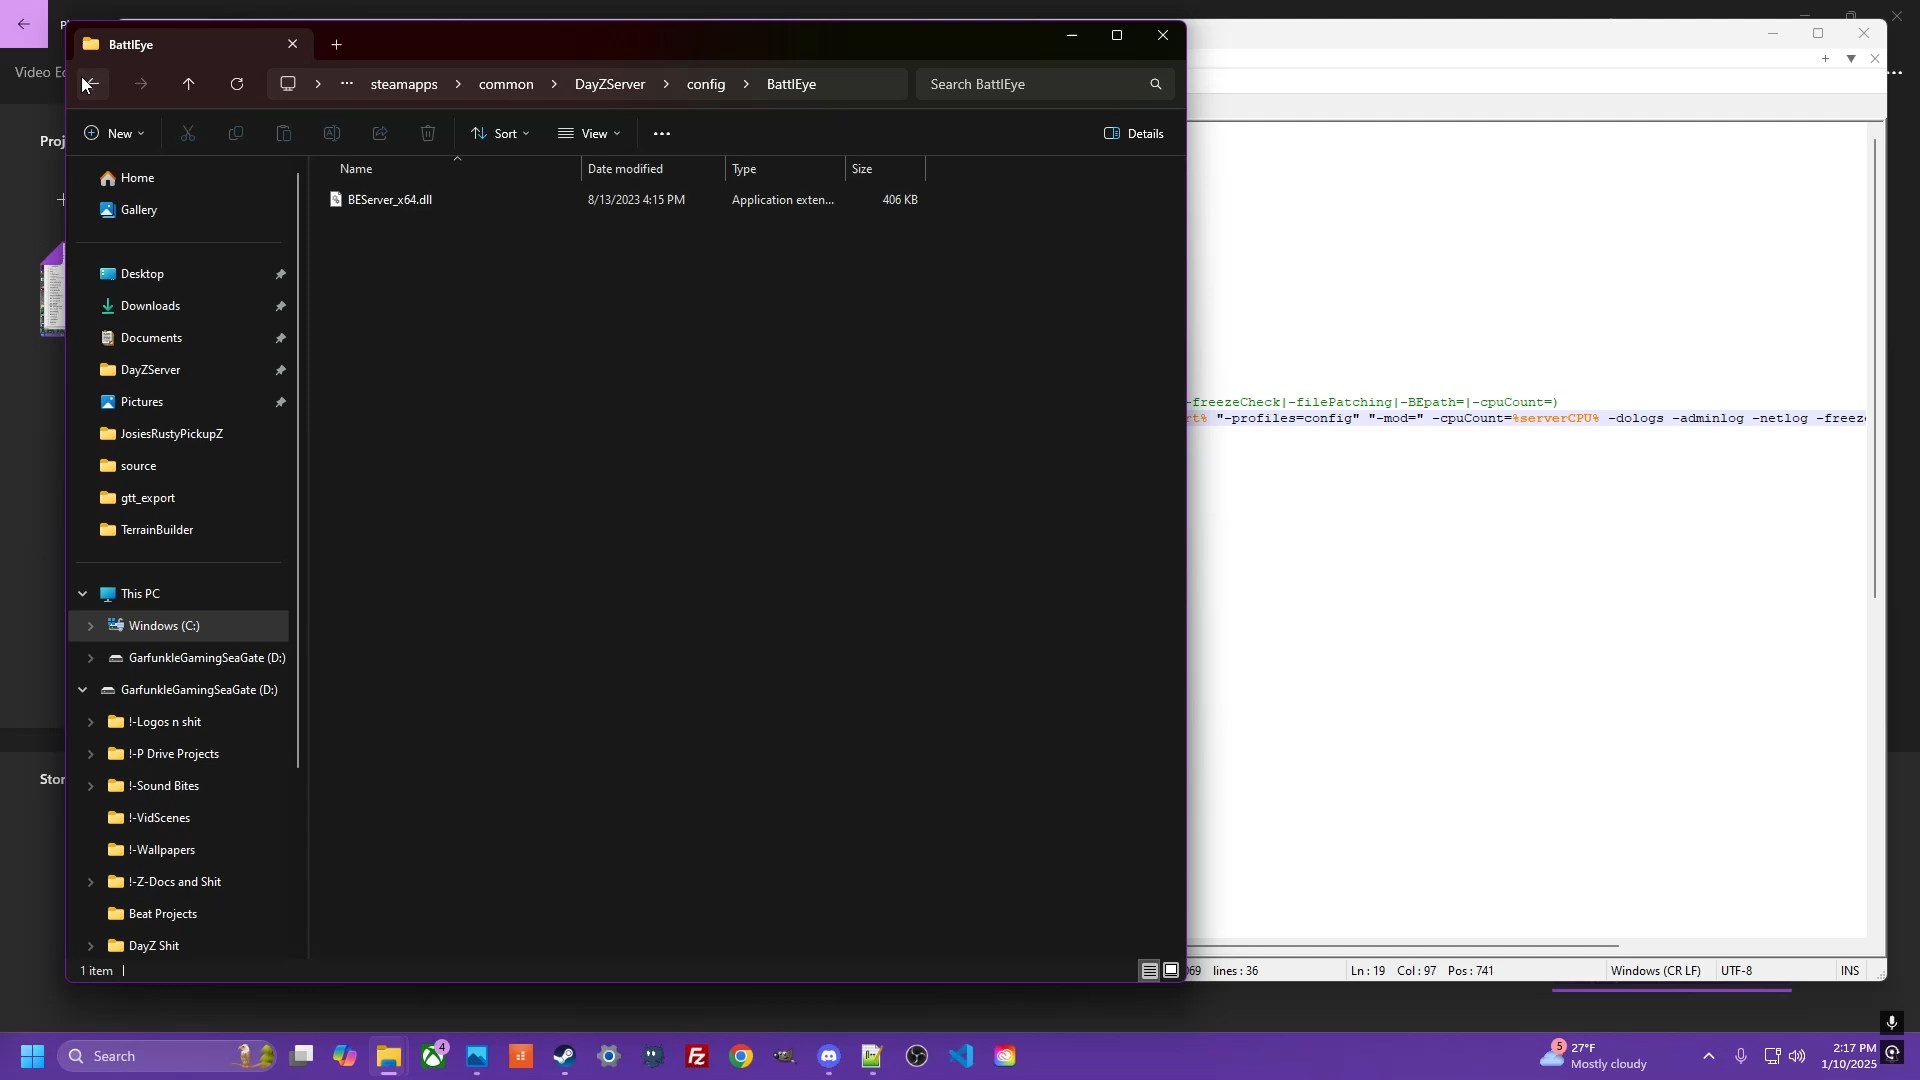 BattlEye
Video E
steamapps
common
DayZServer
config
BattlEye
Search BattlEye
New
Sort
View
Details
Proj
Name
Date modified
Type
Size
BEServer_x64.dll
8/13/2023 4:15 PM
Application exten...
406 KB
Home
Gallery
Desktop
Downloads
Documents
DayZServer
Pictures
JosiesRustyPickupZ
source
gtt_export
TerrainBuilder
This PC
Windows (C:)
GarfunkleGamingSeaGate (D:)
GarfunkleGamingSeaGate (D:)
!-Logos n shit
!-P Drive Projects
!-Sound Bites
!-VidScenes
!-Wallpapers
!-Z-Docs and Shit
Beat Projects
DayZ Shit
Stor
1 item
-freezeCheck|-filePatching|-BEpath=|-cpuCount=)
rt% "-profiles=config" "-mod=" -cpuCount=%serverCPU% -dologs -adminlog -netlog -freez
069 lines : 36
Ln : 19 Col : 97 Pos : 741
Windows (CR LF)
UTF-8
INS
Search
4
5
27°F
Mostly cloudy
2:17 PM
1/10/2025